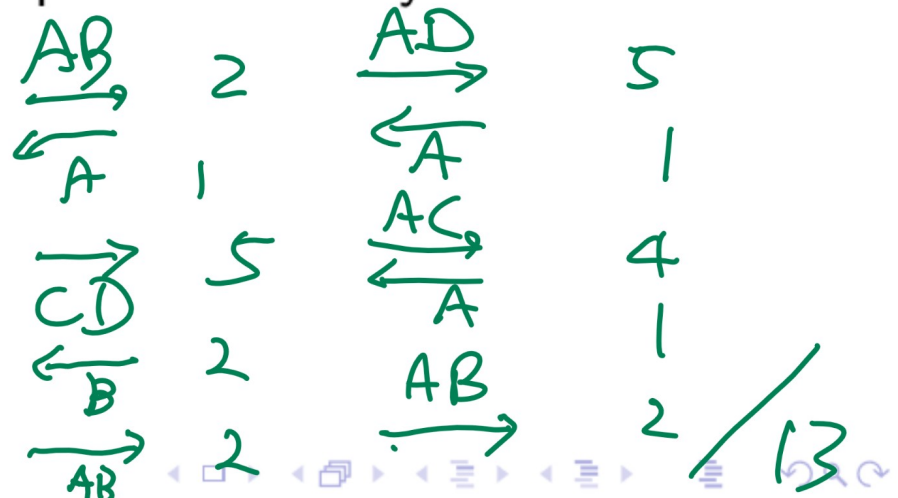 AB → 2
← A 1
→ CD 5
← B 2
→ AB 2
AD → 5
← A 1
AC → 4
← A 1
AB → 2 / 13